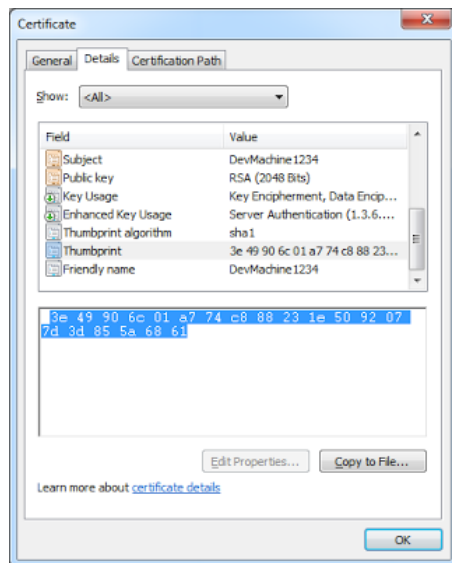 Certificate
General Details Certification Path
Show: <All>
Field Value
Subject DevMachine1234
Public key RSA (2048 Bits)
Key Usage Key Encipherment, Data Encip...
Enhanced Key Usage Server Authentication (1.3.6....
Thumbprint algorithm sha1
Thumbprint 3e 49 90 6c 01 a7 74 c8 88 23...
Friendly name DevMachine1234
3e 49 90 6c 01 a7 74 c8 88 23 1e 50 92 07
7d 3d 85 5a 68 61
Edit Properties... Copy to File...
Learn more about certificate details
OK